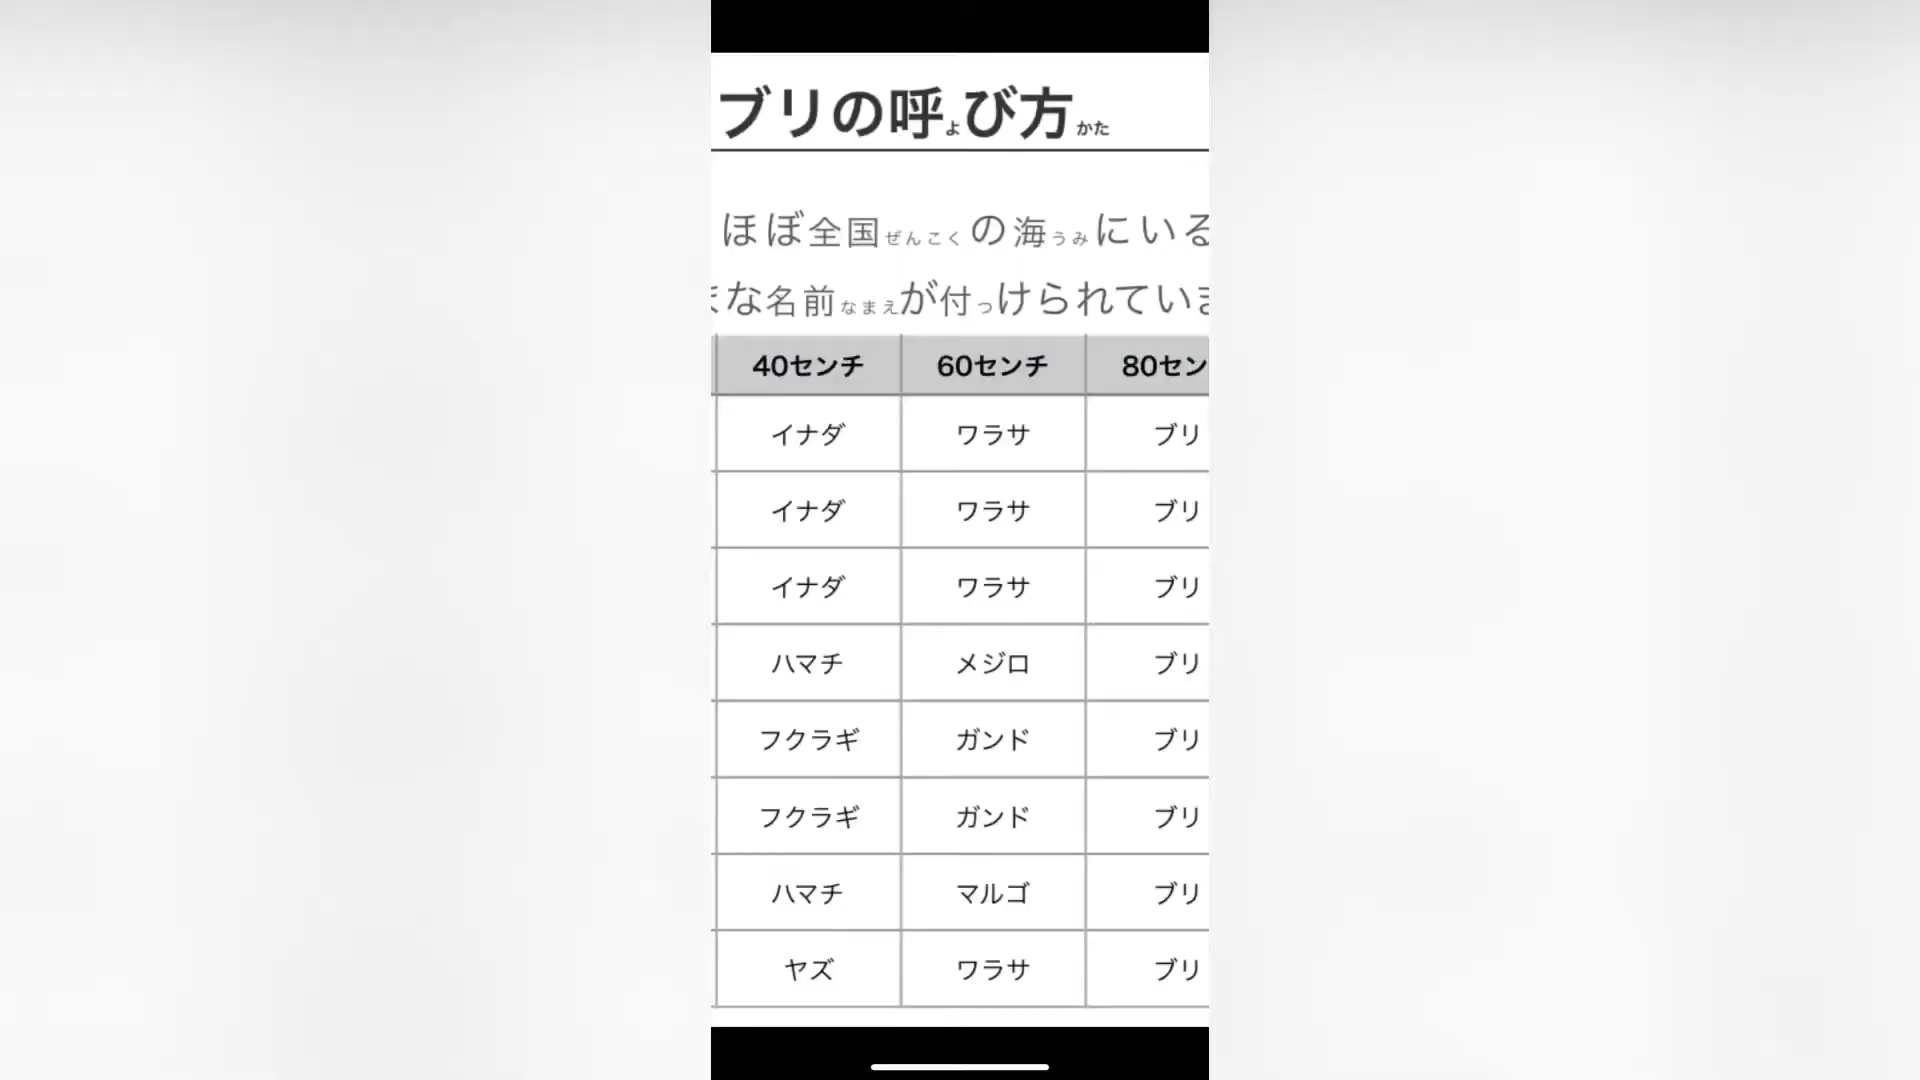 ブリの呼よび方かた
ほぼ全国ぜんこくの海うみにいる
な名前なまえが付つけられてい
40センチ 60センチ 80セン
イナダ ワラサ ブリ
イナダ ワラサ ブリ
イナダ ワラサ ブリ
ハマチ メジロ ブリ
フクラギ ガンド ブリ
フクラギ ガンド ブリ
ハマチ マルゴ ブリ
ヤズ ワラサ ブリ